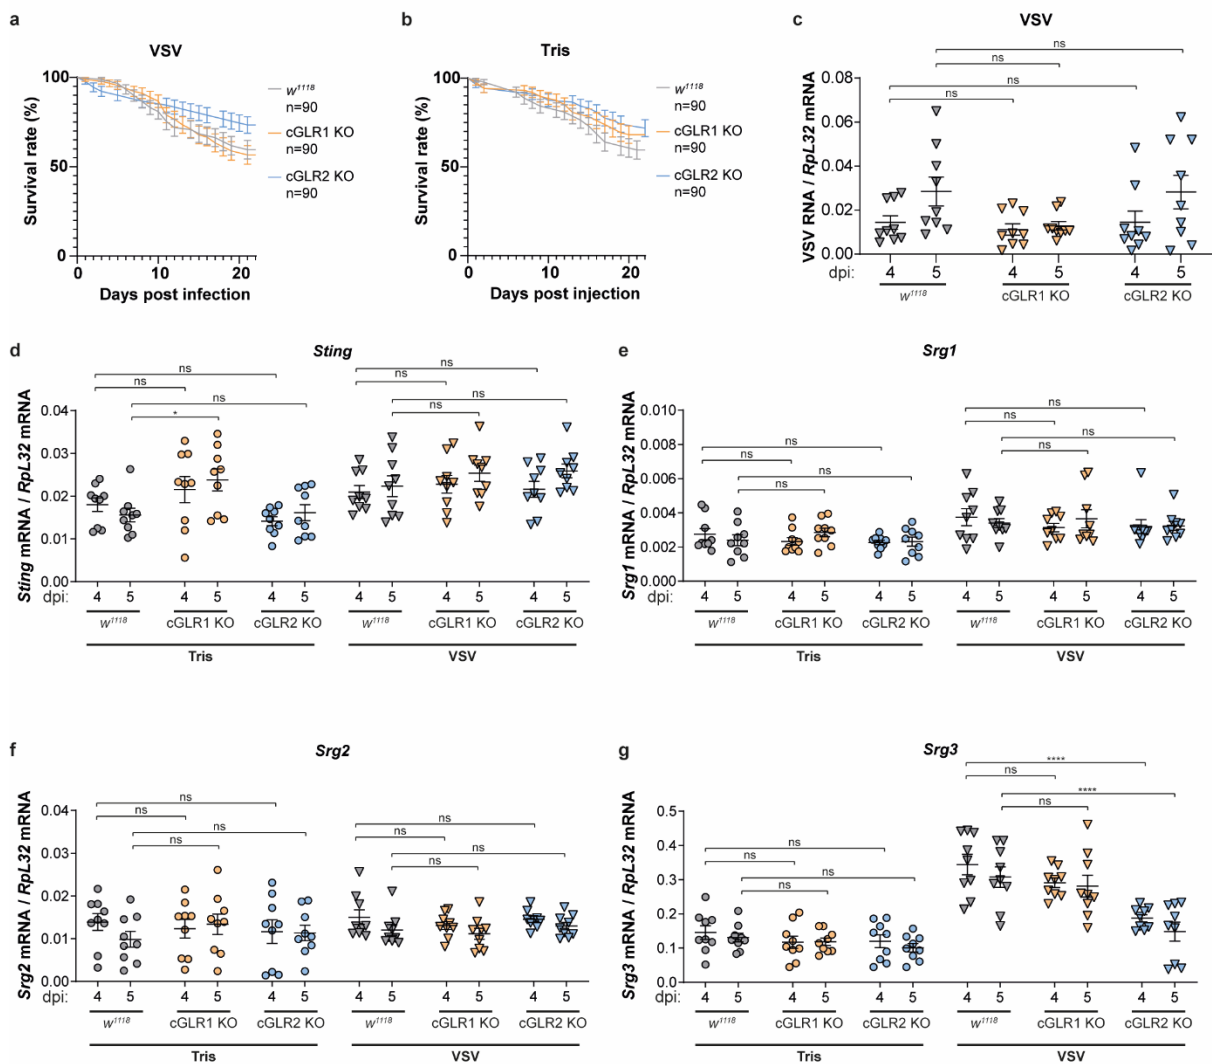 a
VSV
Survival rate (%)
100
50
0
0
10
20
Days post infection
w1118
n=90
cGLR1 KO
n=90
cGLR2 KO
n=90
b
Tris
Survival rate (%)
100
50
0
0
10
20
Days post injection
w1118
n=90
cGLR1 KO
n=90
cGLR2 KO
n=90
c
VSV
ns
ns
ns
ns
VSV RNA / RpL32 mRNA
0.08
0.06
0.04
0.02
0.00
dpi: 4 5 4 5 4 5
w1118 cGLR1 KO cGLR2 KO
d
Sting
ns ns
ns ns
ns ns
* ns
Sting mRNA / RpL32 mRNA
0.04
0.03
0.02
0.01
0.00
dpi: 4 5 4 5 4 5 4 5 4 5 4 5
w1118 cGLR1 KO cGLR2 KO w1118 cGLR1 KO cGLR2 KO
Tris VSV
e
Srg1
ns ns
ns ns
ns ns
ns ns
Srg1 mRNA / RpL32 mRNA
0.010
0.008
0.006
0.004
0.002
0.000
dpi: 4 5 4 5 4 5 4 5 4 5 4 5
w1118 cGLR1 KO cGLR2 KO w1118 cGLR1 KO cGLR2 KO
Tris VSV
f
Srg2
ns ns
ns ns
ns ns
ns ns
Srg2 mRNA / RpL32 mRNA
0.04
0.03
0.02
0.01
0.00
dpi: 4 5 4 5 4 5 4 5 4 5 4 5
w1118 cGLR1 KO cGLR2 KO w1118 cGLR1 KO cGLR2 KO
Tris VSV
g
Srg3
****
ns
****
ns
ns
ns
ns
ns
Srg3 mRNA / RpL32 mRNA
0.5
0.4
0.3
0.2
0.1
0.0
dpi: 4 5 4 5 4 5 4 5 4 5 4 5
w1118 cGLR1 KO cGLR2 KO w1118 cGLR1 KO cGLR2 KO
Tris VSV